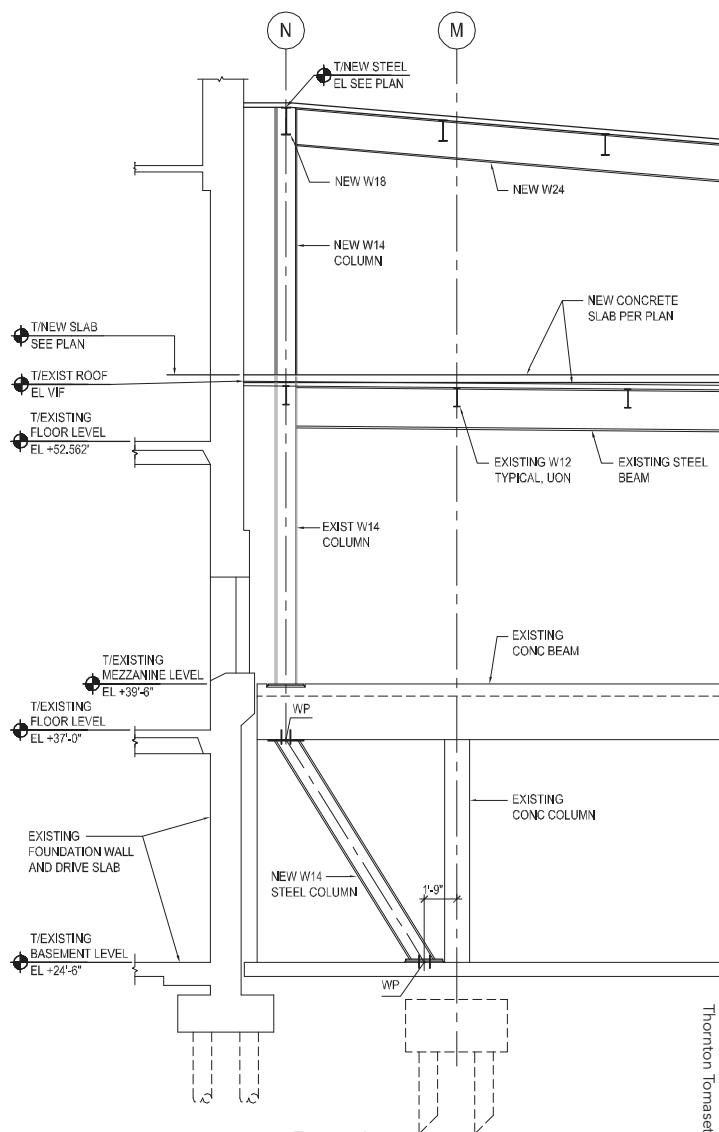 N
M
T/NEW STEEL
EL SEE PLAN
NEW W18
NEW W24
NEW W14
COLUMN
NEW CONCRETE
SLAB PER PLAN
T/NEW SLAB
SEE PLAN
T/EXIST ROOF
EL VIF
T/EXISTING
FLOOR LEVEL
EL +52.562'
EXISTING W12
TYPICAL, UON
EXISTING STEEL
BEAM
EXIST W14
COLUMN
EXISTING
CONC BEAM
T/EXISTING
MEZZANINE LEVEL
EL +39'-6"
T/EXISTING
FLOOR LEVEL
EL +37'-0"
WP
EXISTING
CONC COLUMN
EXISTING
FOUNDATION WALL
AND DRIVE SLAB
NEW W14
STEEL COLUMN
1'-9"
T/EXISTING
BASEMENT LEVEL
EL +24'-6"
WP
Thornton Tomaset